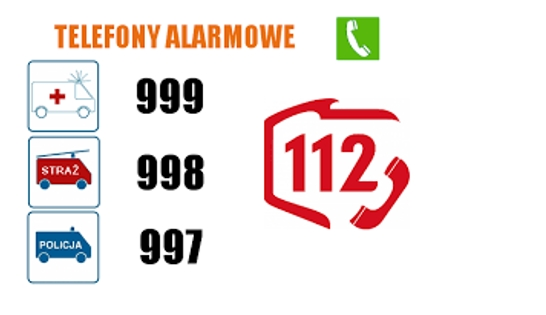 TELEFONY ALARMOWE
999
STRAŻ
998
112
POLICJA
997